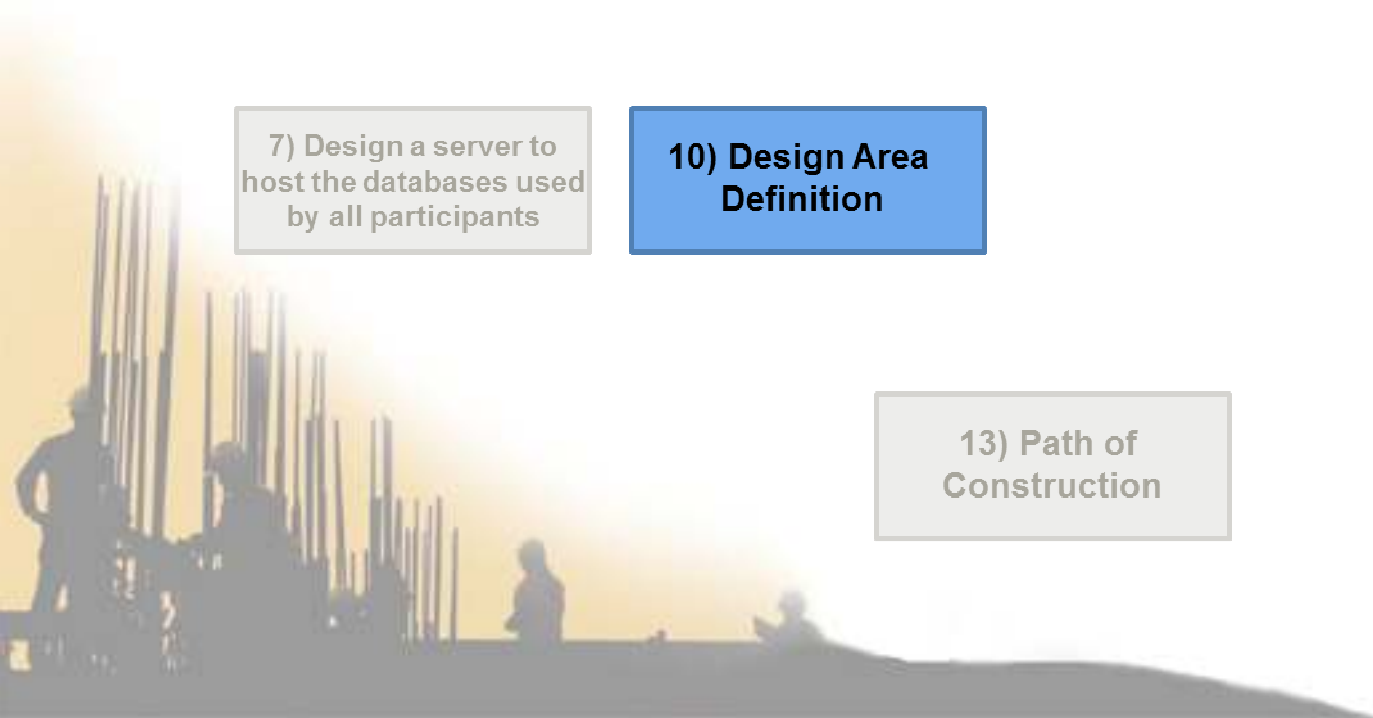 7) Design a server to
host the databases used
by all participants
10) Design Area
Definition
13) Path of
Construction